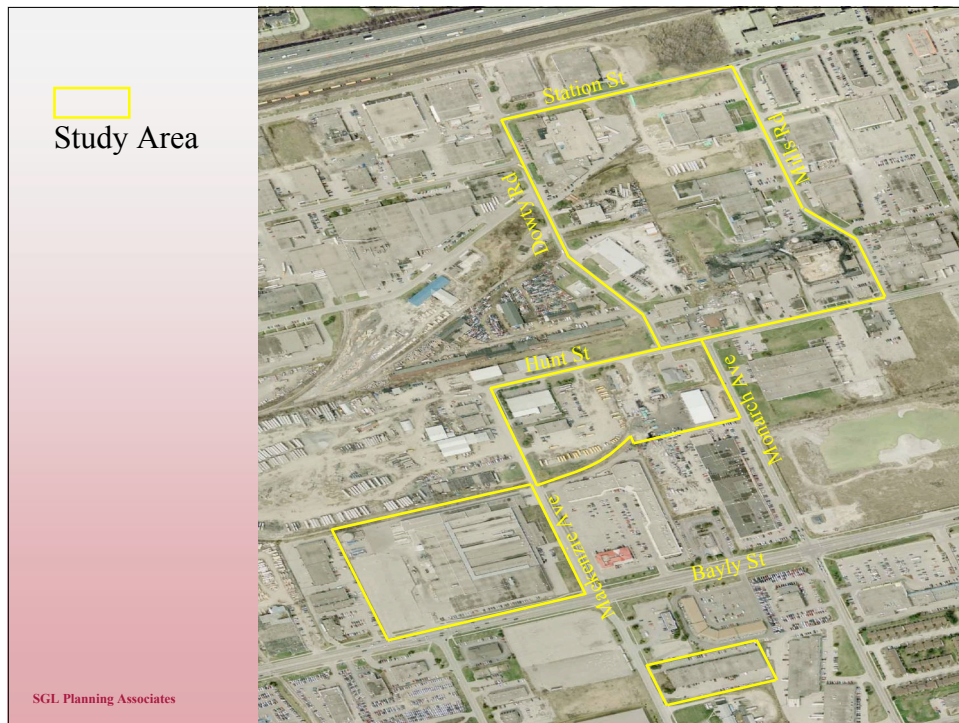 Study Area
Station St
Mills Rd
Dowty Rd
Hunt St
Monarch Ave
Mackenzie Ave
Bayly St
SGL Planning Associates